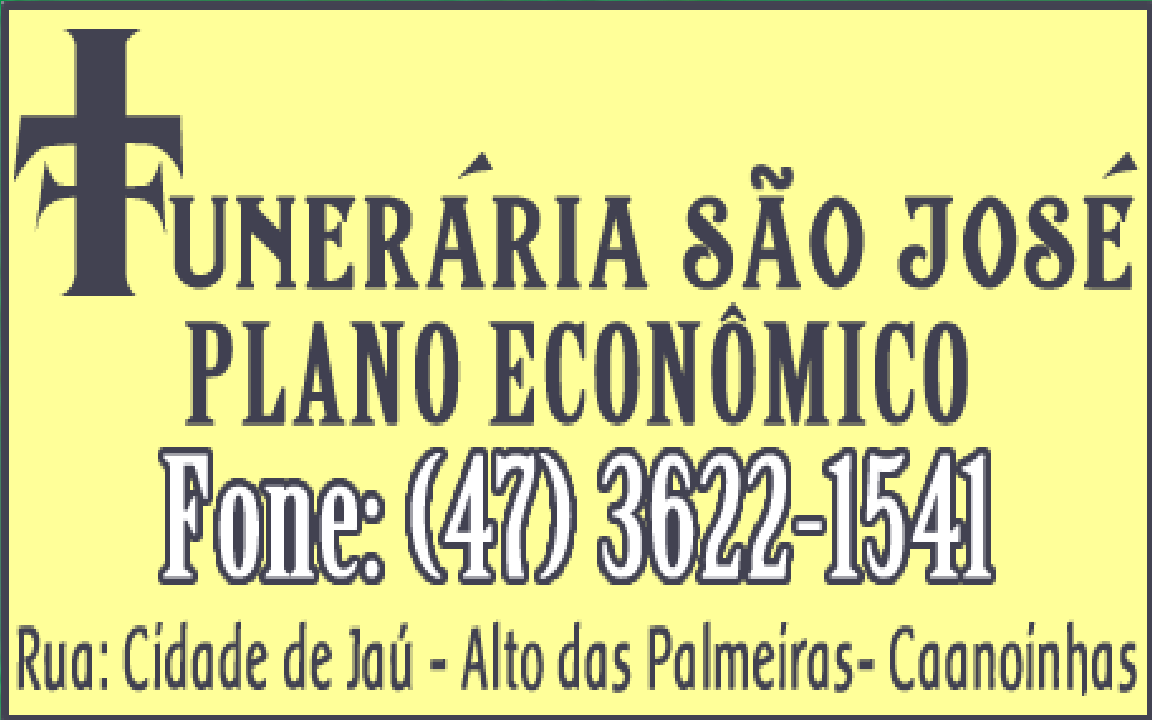 FUNERÁRIA SÃO JOSÉ
PLANO ECONÔMICO
Fone: (47) 3622-1541
Rua: Cidade de Jaú - Alto das Palmeiras- Caanoinhas